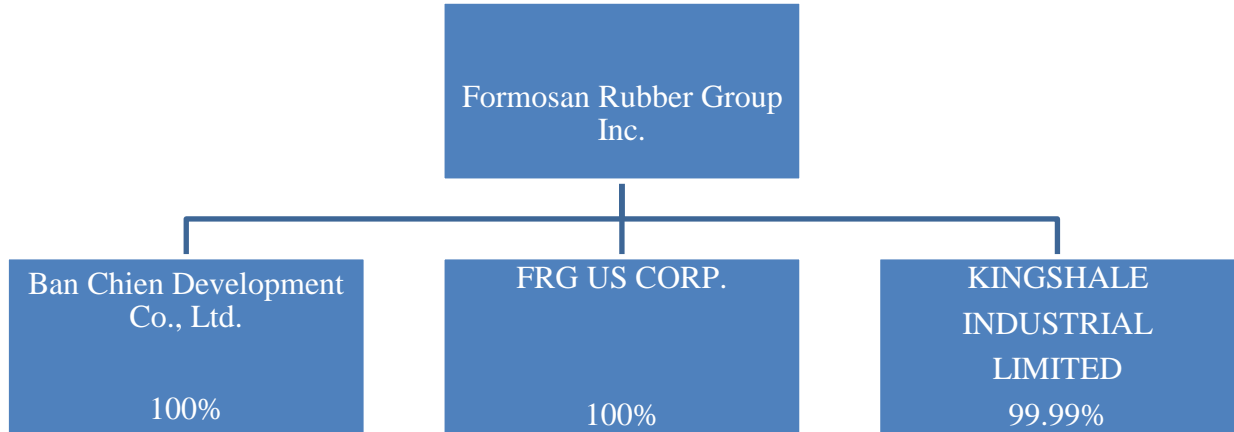 Formosan Rubber Group
Inc.
Ban Chien Development
Co., Ltd.
100%
FRG US CORP.
100%
KINGSHALE
INDUSTRIAL
LIMITED
99.99%